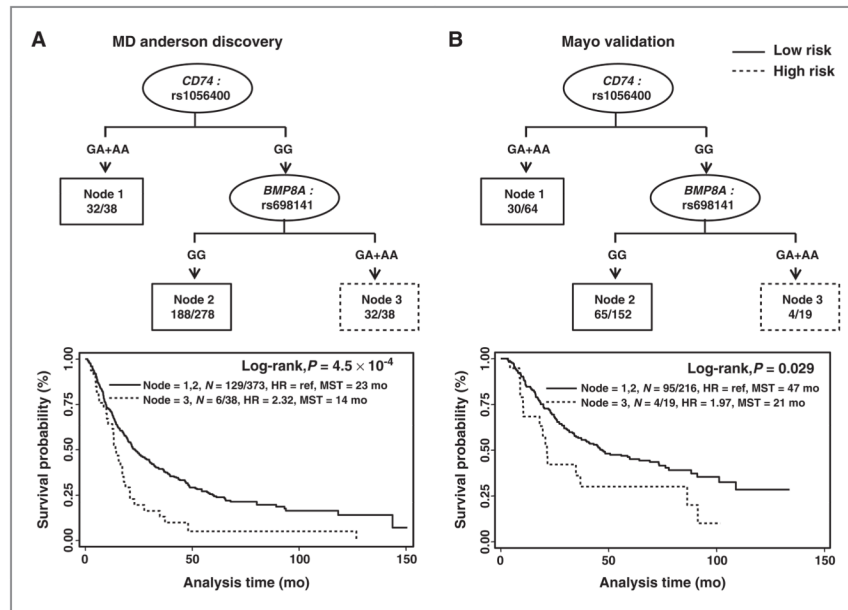 A MD anderson discovery
CD74 :
rs1056400
GA+AA GG
Node 1
32/38
BMP8A :
rs698141
GG GA+AA
Node 2
188/278
Node 3
32/38
Log-rank, P = 4.5 × 10⁻⁴
Node = 1,2, N = 129/373, HR = ref, MST = 23 mo
Node = 3, N = 6/38, HR = 2.32, MST = 14 mo
Survival probability (%)
1.00
0.75
0.50
0.25
0.00
0 50 100 150
Analysis time (mo)
B Mayo validation
Low risk
High risk
CD74 :
rs1056400
GA+AA GG
Node 1
30/64
BMP8A :
rs698141
GG GA+AA
Node 2
65/152
Node 3
4/19
Log-rank, P = 0.029
Node = 1,2, N = 95/216, HR = ref, MST = 47 mo
Node = 3, N = 4/19, HR = 1.97, MST = 21 mo
Survival probability (%)
1.00
0.75
0.50
0.25
0.00
0 50 100 150
Analysis time (mo)